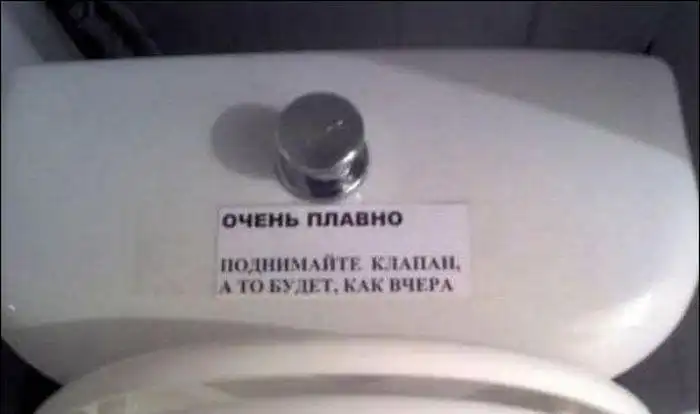 ОЧЕНЬ ПЛАВНО
ПОДНИМАЙТЕ КЛАПАН,
А ТО БУДЕТ, КАК ВЧЕРА